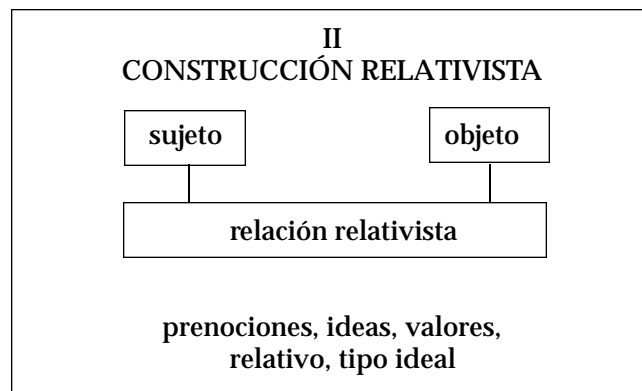 II
CONSTRUCCIÓN RELATIVISTA
sujeto
objeto
relación relativista
prenociones, ideas, valores,
relativo, tipo ideal